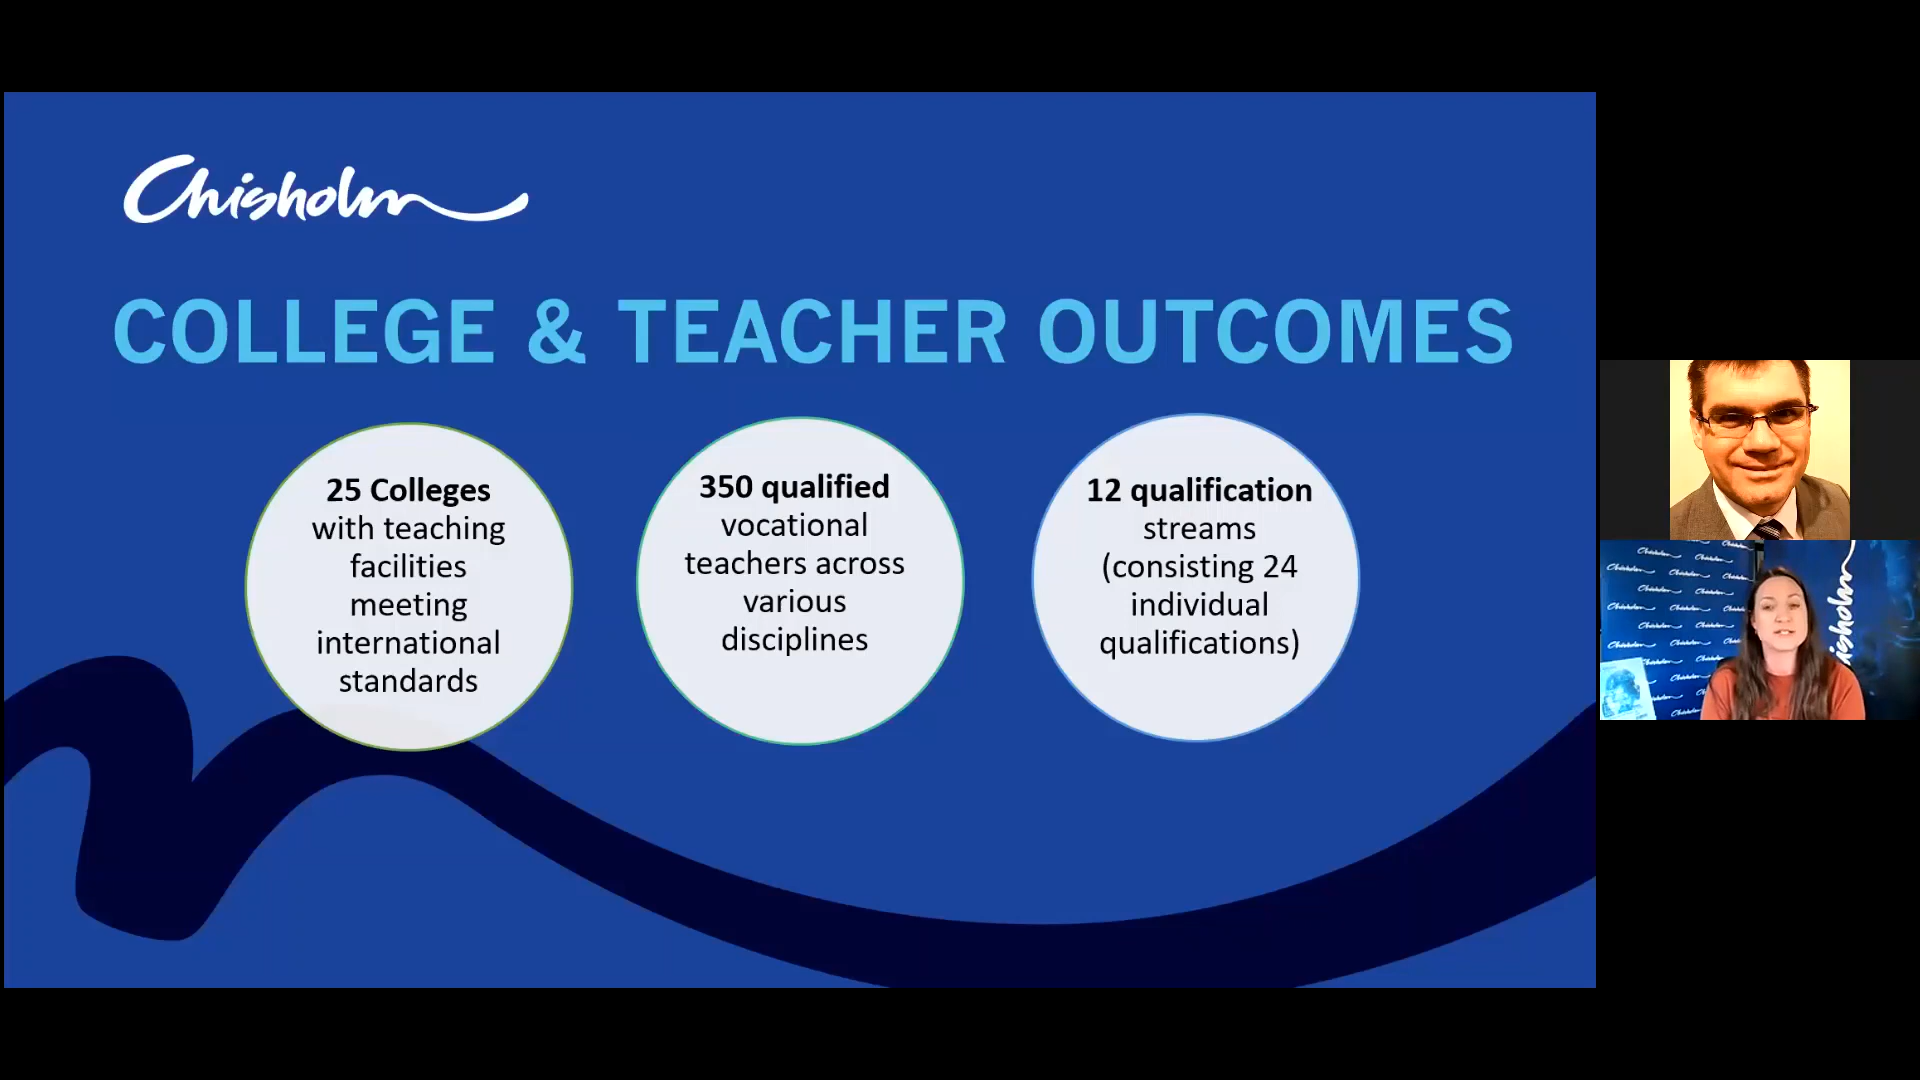 Chisholm
COLLEGE & TEACHER OUTCOMES
25 Colleges
with teaching
facilities
meeting
international
standards
350 qualified
vocational
teachers across
various
disciplines
12 qualification
streams
(consisting 24
individual
qualifications)